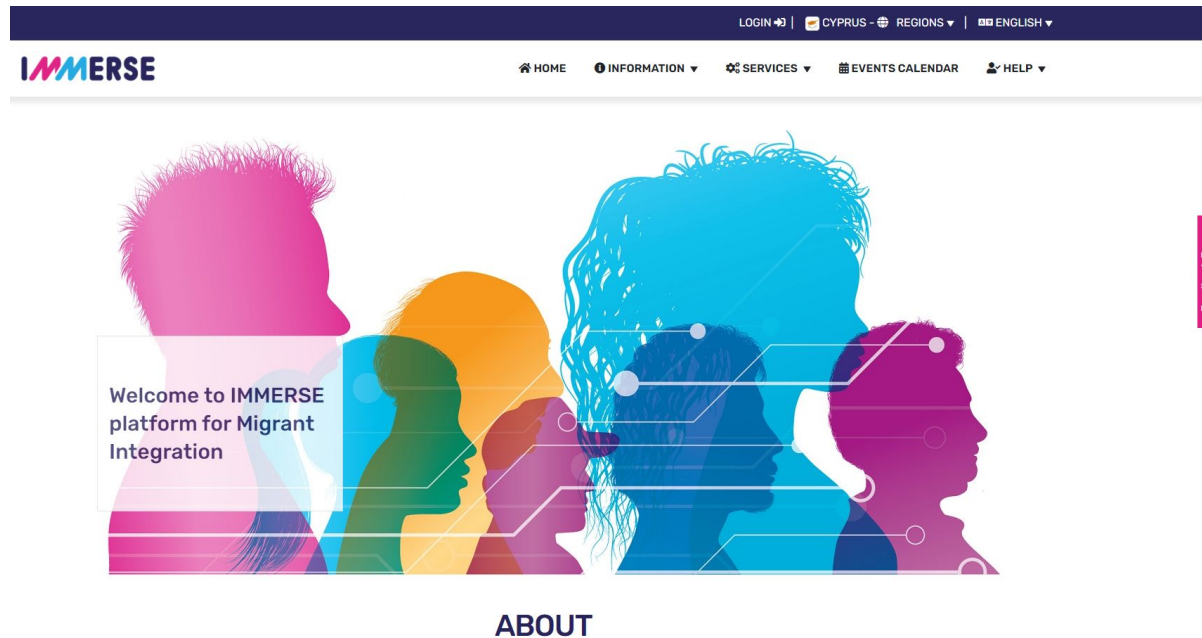 LOGIN | CYPRUS - REGIONS ▼ | ENGLISH ▼
IMMERSE
HOME INFORMATION ▼ SERVICES ▼ EVENTS CALENDAR HELP ▼
Welcome to IMMERSE
platform for Migrant
Integration
ABOUT